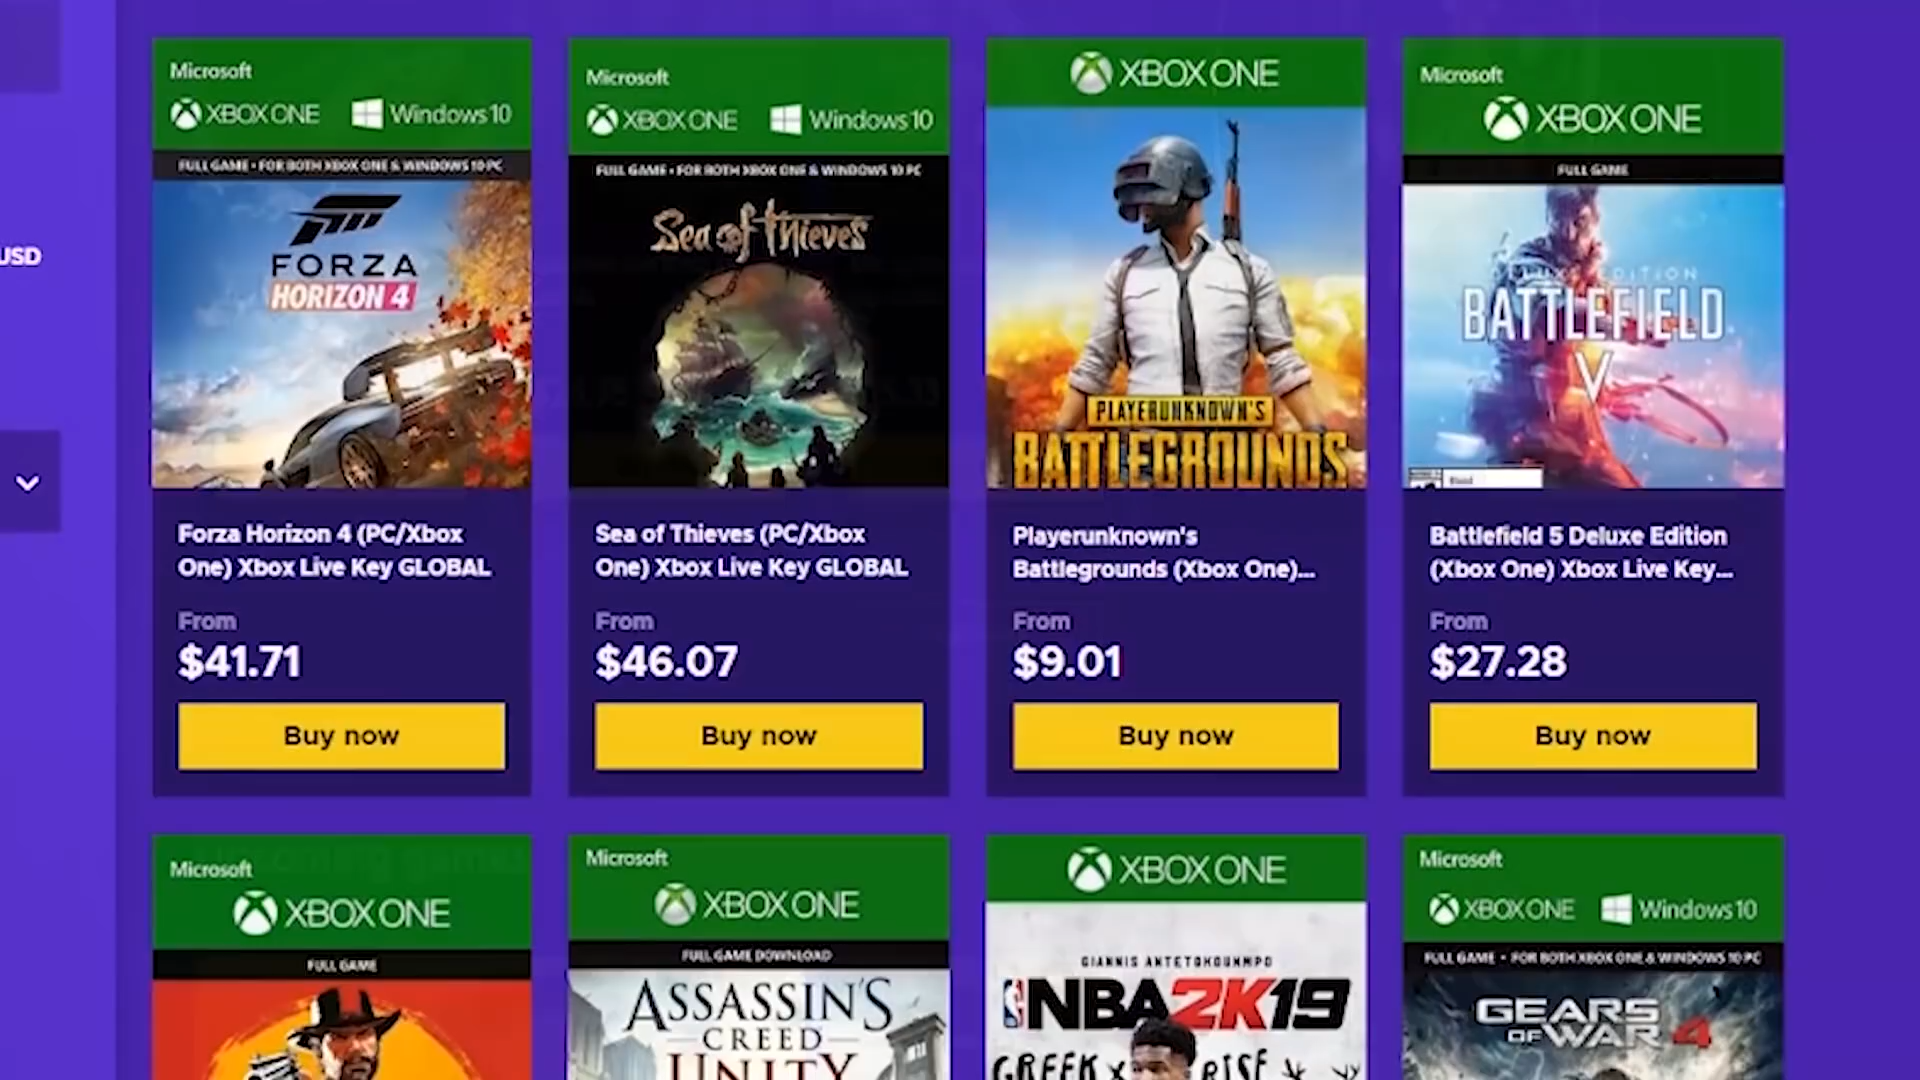 USD
Microsoft
XBOX ONE Windows 10
FULL GAME • FOR BOTH XBOX ONE & WINDOWS 10 PC
FORZA
HORIZON 4
Forza Horizon 4 (PC/Xbox
One) Xbox Live Key GLOBAL
From
$41.71
Buy now
Microsoft
XBOX ONE Windows 10
FULL GAME • FOR BOTH XBOX ONE & WINDOWS 10 PC
Sea of Thieves
Sea of Thieves (PC/Xbox
One) Xbox Live Key GLOBAL
From
$46.07
Buy now
XBOX ONE
PLAYERUNKNOWN'S
BATTLEGROUNDS
Playerunknown's
Battlegrounds (Xbox One)...
From
$9.01
Buy now
Microsoft
XBOX ONE
FULL GAME
DELUXE EDITION
BATTLEFIELD
V
Battlefield 5 Deluxe Edition
(Xbox One) Xbox Live Key...
From
$27.28
Buy now
Microsoft
XBOX ONE
FULL GAME
Microsoft
XBOX ONE
FULL GAME DOWNLOAD
ASSASSIN'S
CREED
UNITY
XBOX ONE
GIANNIS ANTETOKOUNMPO
NBA 2K19
GREEK
RISE
Microsoft
XBOX ONE Windows 10
FULL GAME • FOR BOTH XBOX ONE & WINDOWS 10 PC
GEARS
OF WAR 4